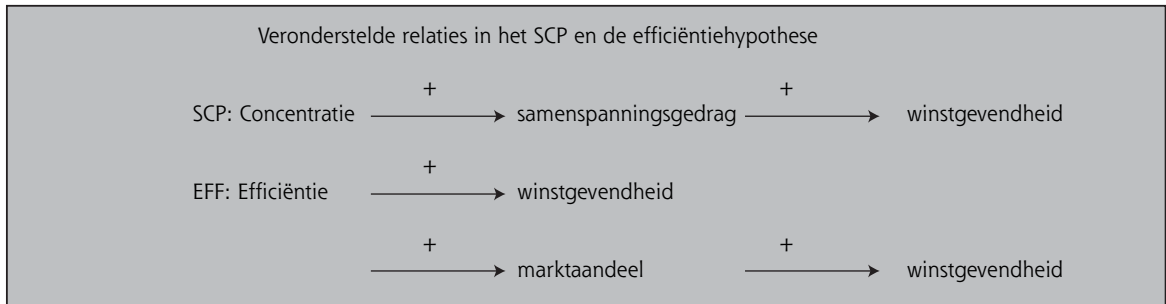 Veronderstelde relaties in het SCP en de efficiëntiehypothese
+ +
SCP: Concentratie samenspanningsgedrag winstgevendheid
+
EFF: Efficiëntie winstgevendheid
+ +
marktaandeel winstgevendheid